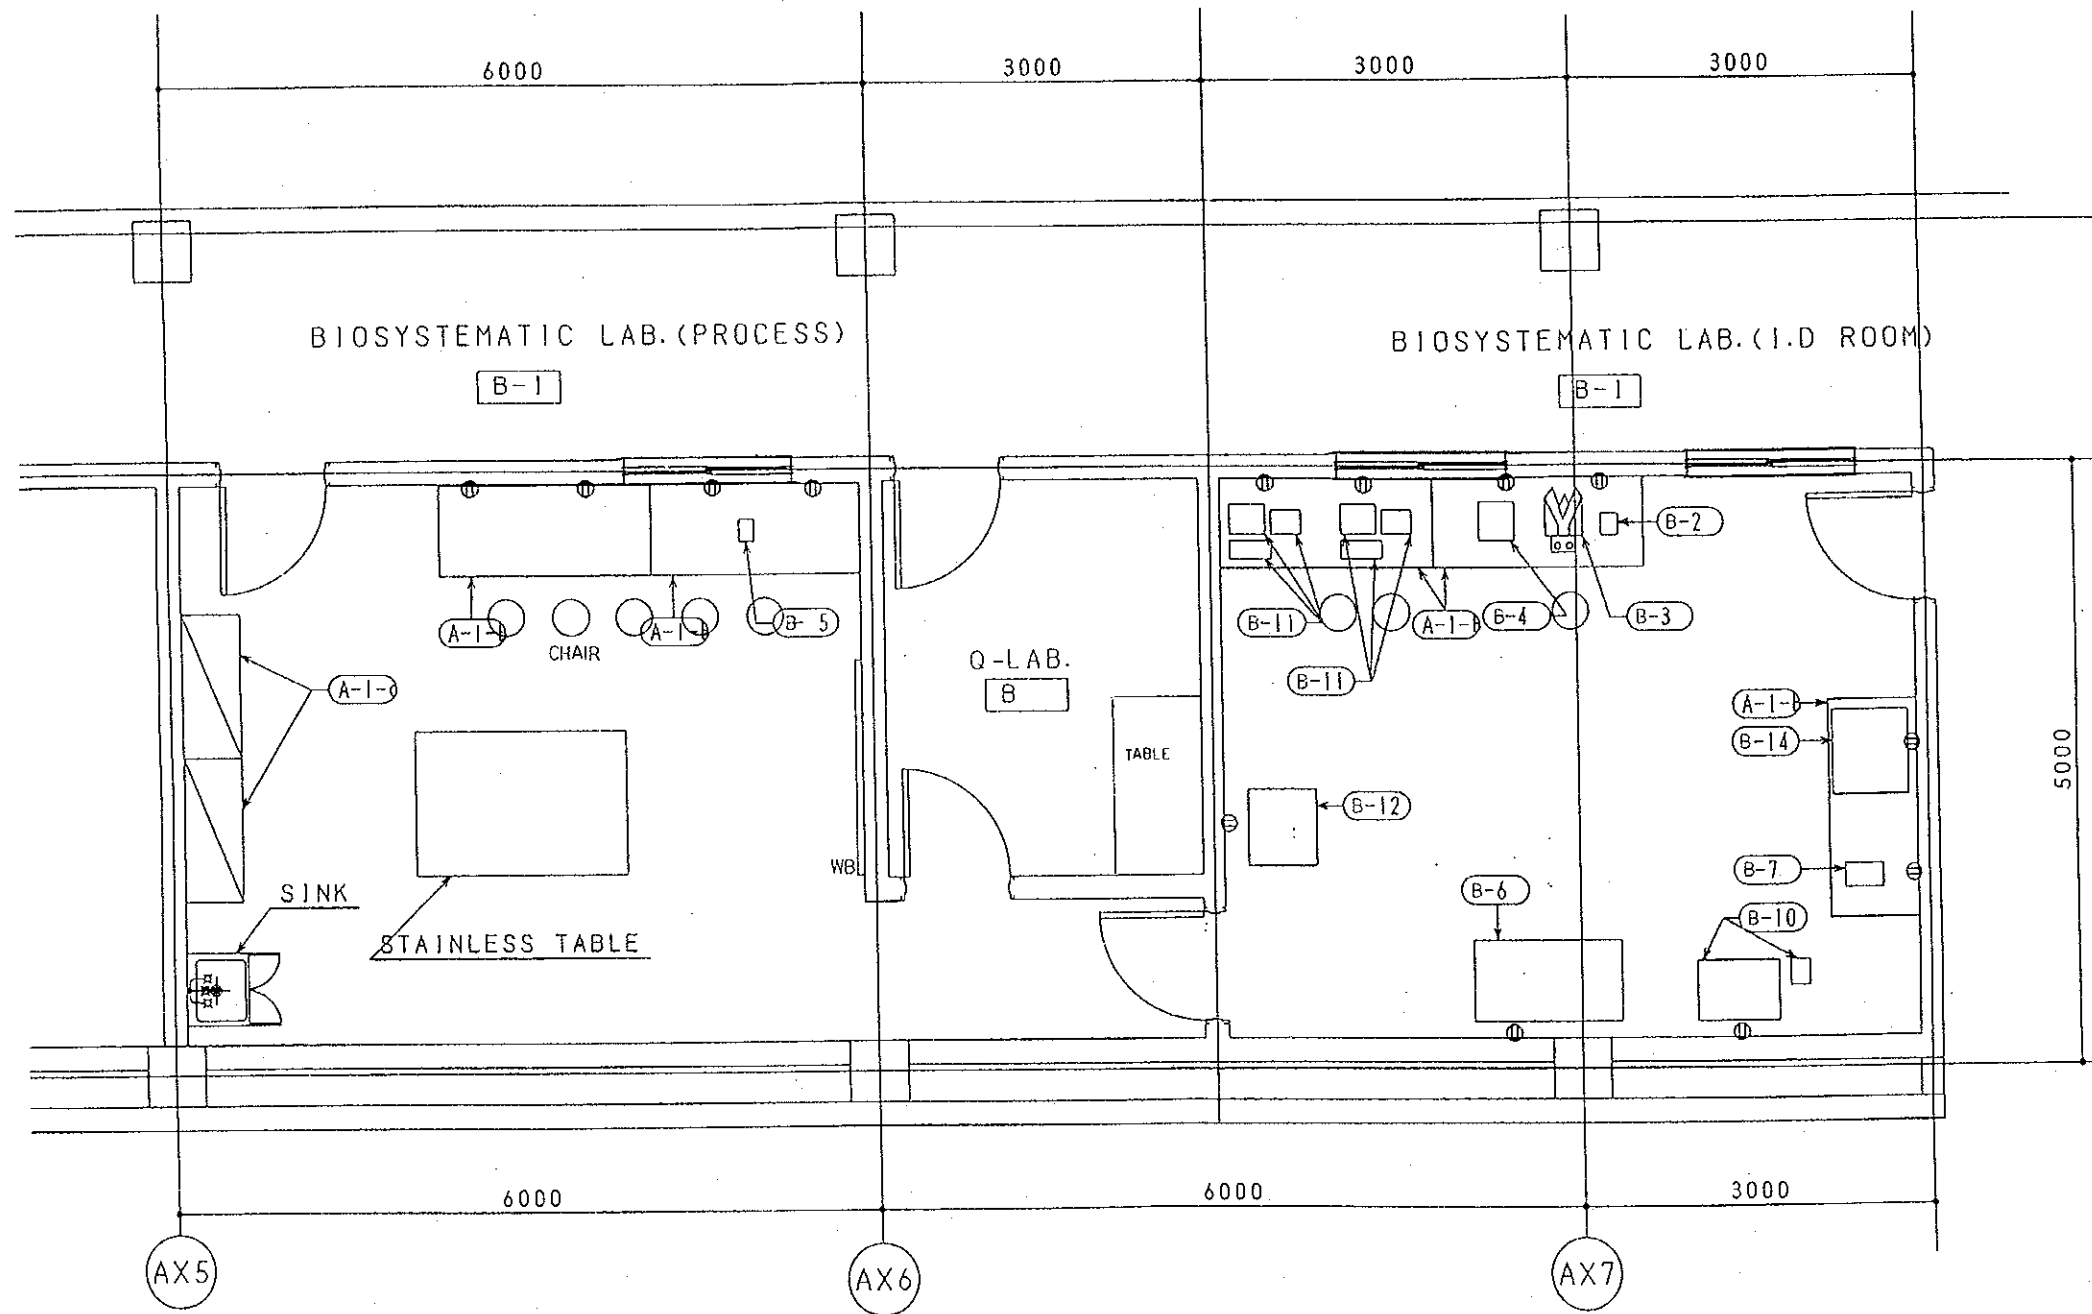 6000
3000
3000
3000
BIOSYSTEMATIC LAB.(PROCESS)
B-1
BIOSYSTEMATIC LAB.(I.D ROOM)
B-1
B-2
A-1-
CHAIR
A-1-
B-5
B-11
A-1-
B-4
B-3
Q-LAB.
B
B-11
A-1-
A-1-
B-14
TABLE
B-12
5000
WB
B-7
SINK
B-6
B-10
STAINLESS TABLE
6000
6000
3000
AX5
AX6
AX7